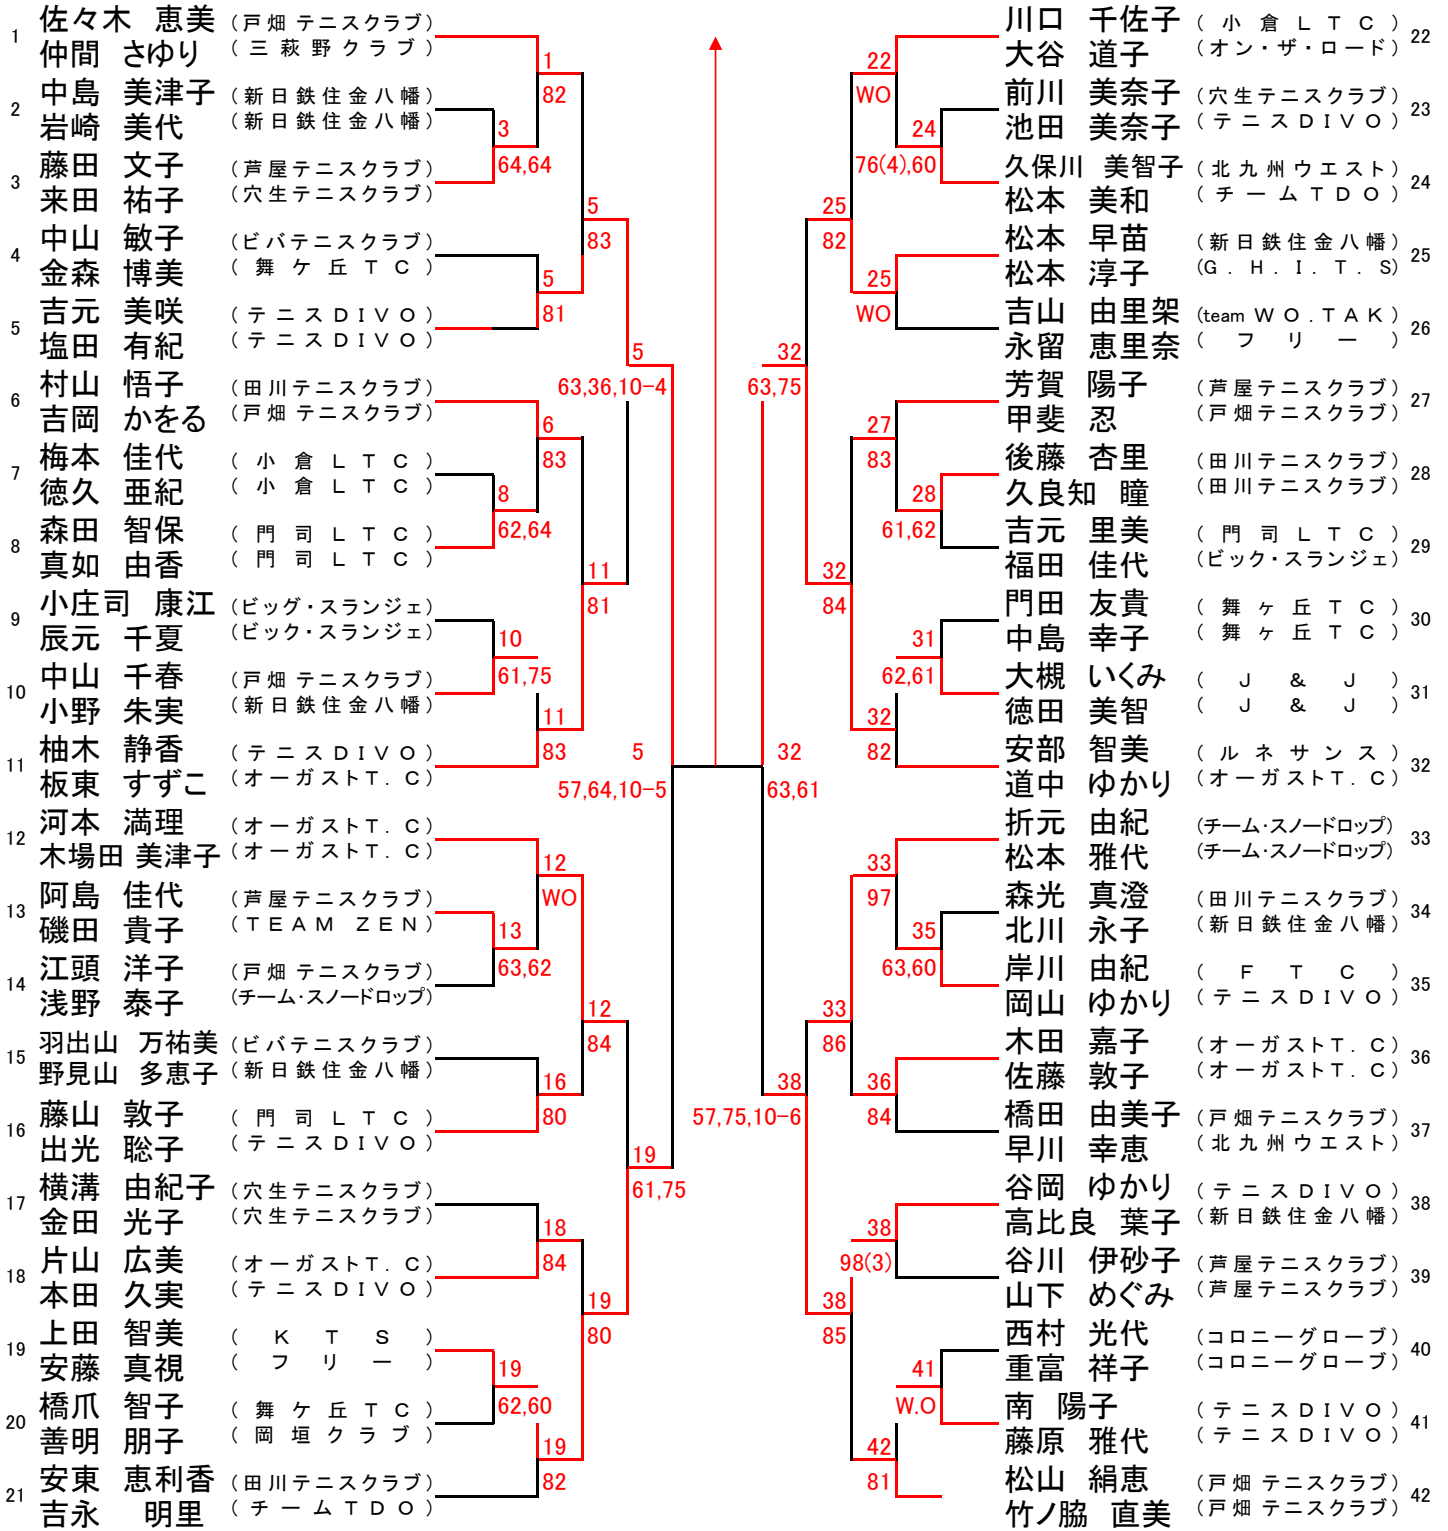 1
佐々木 恵美 (戸畑 テニスクラブ)
仲間 さゆり (三萩野クラブ)
2
中島 美津子 (新日鉄住金八幡)
岩崎 美代 (新日鉄住金八幡)
3
藤田 文子 (芦屋テニスクラブ)
来田 祐子 (穴生テニスクラブ)
4
中山 敏子 (ビバテニスクラブ)
金森 博美 (舞ケ丘TC)
5
吉元 美咲 (テニスDIVO)
塩田 有紀 (テニスDIVO)
6
村山 悟子 (田川テニスクラブ)
吉岡 かをる (戸畑 テニスクラブ)
7
梅本 佳代 (小倉LTC)
徳久 亜紀 (小倉LTC)
8
森田 智保 (門司LTC)
真如 由香 (門司LTC)
9
小庄司 康江 (ビッグ・スランジェ)
辰元 千夏 (ビック・スランジェ)
10
中山 千春 (戸畑 テニスクラブ)
小野 朱実 (新日鉄住金八幡)
11
柚木 静香 (テニスDIVO)
板東 すずこ (オーガストT.C)
12
河本 満理 (オーガストT.C)
木場田 美津子 (オーガストT.C)
13
阿島 佳代 (芦屋テニスクラブ)
磯田 貴子 (TEAM ZEN)
14
江頭 洋子 (戸畑 テニスクラブ)
浅野 泰子 (チーム・スノードロップ)
15
羽出山 万祐美 (ビバテニスクラブ)
野見山 多恵子 (新日鉄住金八幡)
16
藤山 敦子 (門司LTC)
出光 聡子 (テニスDIVO)
17
横溝 由紀子 (穴生テニスクラブ)
金田 光子 (穴生テニスクラブ)
18
片山 広美 (オーガストT.C)
本田 久実 (テニスDIVO)
19
上田 智美 (KTS)
安藤 真視 (フリー)
20
橋爪 智子 (舞ケ丘TC)
善明 朋子 (岡垣クラブ)
21
安東 恵利香 (田川テニスクラブ)
吉永 明里 (チームTDO)
1
82
3
64,64
5
83
5
81
5
63,36,10-4
6
83
8
62,64
11
81
10
61,75
11
83
5
57,64,10-5
12
WO
13
63,62
12
84
16
80
19
61,75
18
84
19
80
19
62,60
19
82
22
WO
24
76(4),60
25
82
25
WO
32
63,75
27
83
28
61,62
32
84
31
62,61
32
82
32
63,61
33
97
35
63,60
33
86
36
84
38
57,75,10-6
38
98(3)
38
85
41
W.O
42
81
川口 千佐子 (小倉LTC)
大谷 道子 (オン・ザ・ロード)
22
前川 美奈子 (穴生テニスクラブ)
池田 美奈子 (テニスDIVO)
23
久保川 美智子 (北九州ウエスト)
松本 美和 (チームTDO)
24
松本 早苗 (新日鉄住金八幡)
松本 淳子 (G.H.I.T.S)
25
吉山 由里架 (team WO.TAK)
永留 恵里奈 (フリー)
26
芳賀 陽子 (芦屋テニスクラブ)
甲斐 忍 (戸畑テニスクラブ)
27
後藤 杏里 (田川テニスクラブ)
久良知 瞳 (田川テニスクラブ)
28
吉元 里美 (門司LTC)
福田 佳代 (ビック・スランジェ)
29
門田 友貴 (舞ヶ丘TC)
中島 幸子 (舞ヶ丘TC)
30
大槻 いくみ (J&J)
徳田 美智 (J&J)
31
安部 智美 (ルネサンス)
道中 ゆかり (オーガストT.C)
32
折元 由紀 (チーム・スノードロップ)
松本 雅代 (チーム・スノードロップ)
33
森光 真澄 (田川テニスクラブ)
北川 永子 (新日鉄住金八幡)
34
岸川 由紀 (FTC)
岡山 ゆかり (テニスDIVO)
35
木田 嘉子 (オーガストT.C)
佐藤 敦子 (オーガストT.C)
36
橋田 由美子 (戸畑テニスクラブ)
早川 幸恵 (北九州ウエスト)
37
谷岡 ゆかり (テニスDIVO)
高比良 葉子 (新日鉄住金八幡)
38
谷川 伊砂子 (芦屋テニスクラブ)
山下 めぐみ (芦屋テニスクラブ)
39
西村 光代 (コロニーグローブ)
重富 祥子 (コロニーグローブ)
40
南 陽子 (テニスDIVO)
藤原 雅代 (テニスDIVO)
41
松山 絹恵 (戸畑 テニスクラブ)
竹ノ脇 直美 (戸畑 テニスクラブ)
42